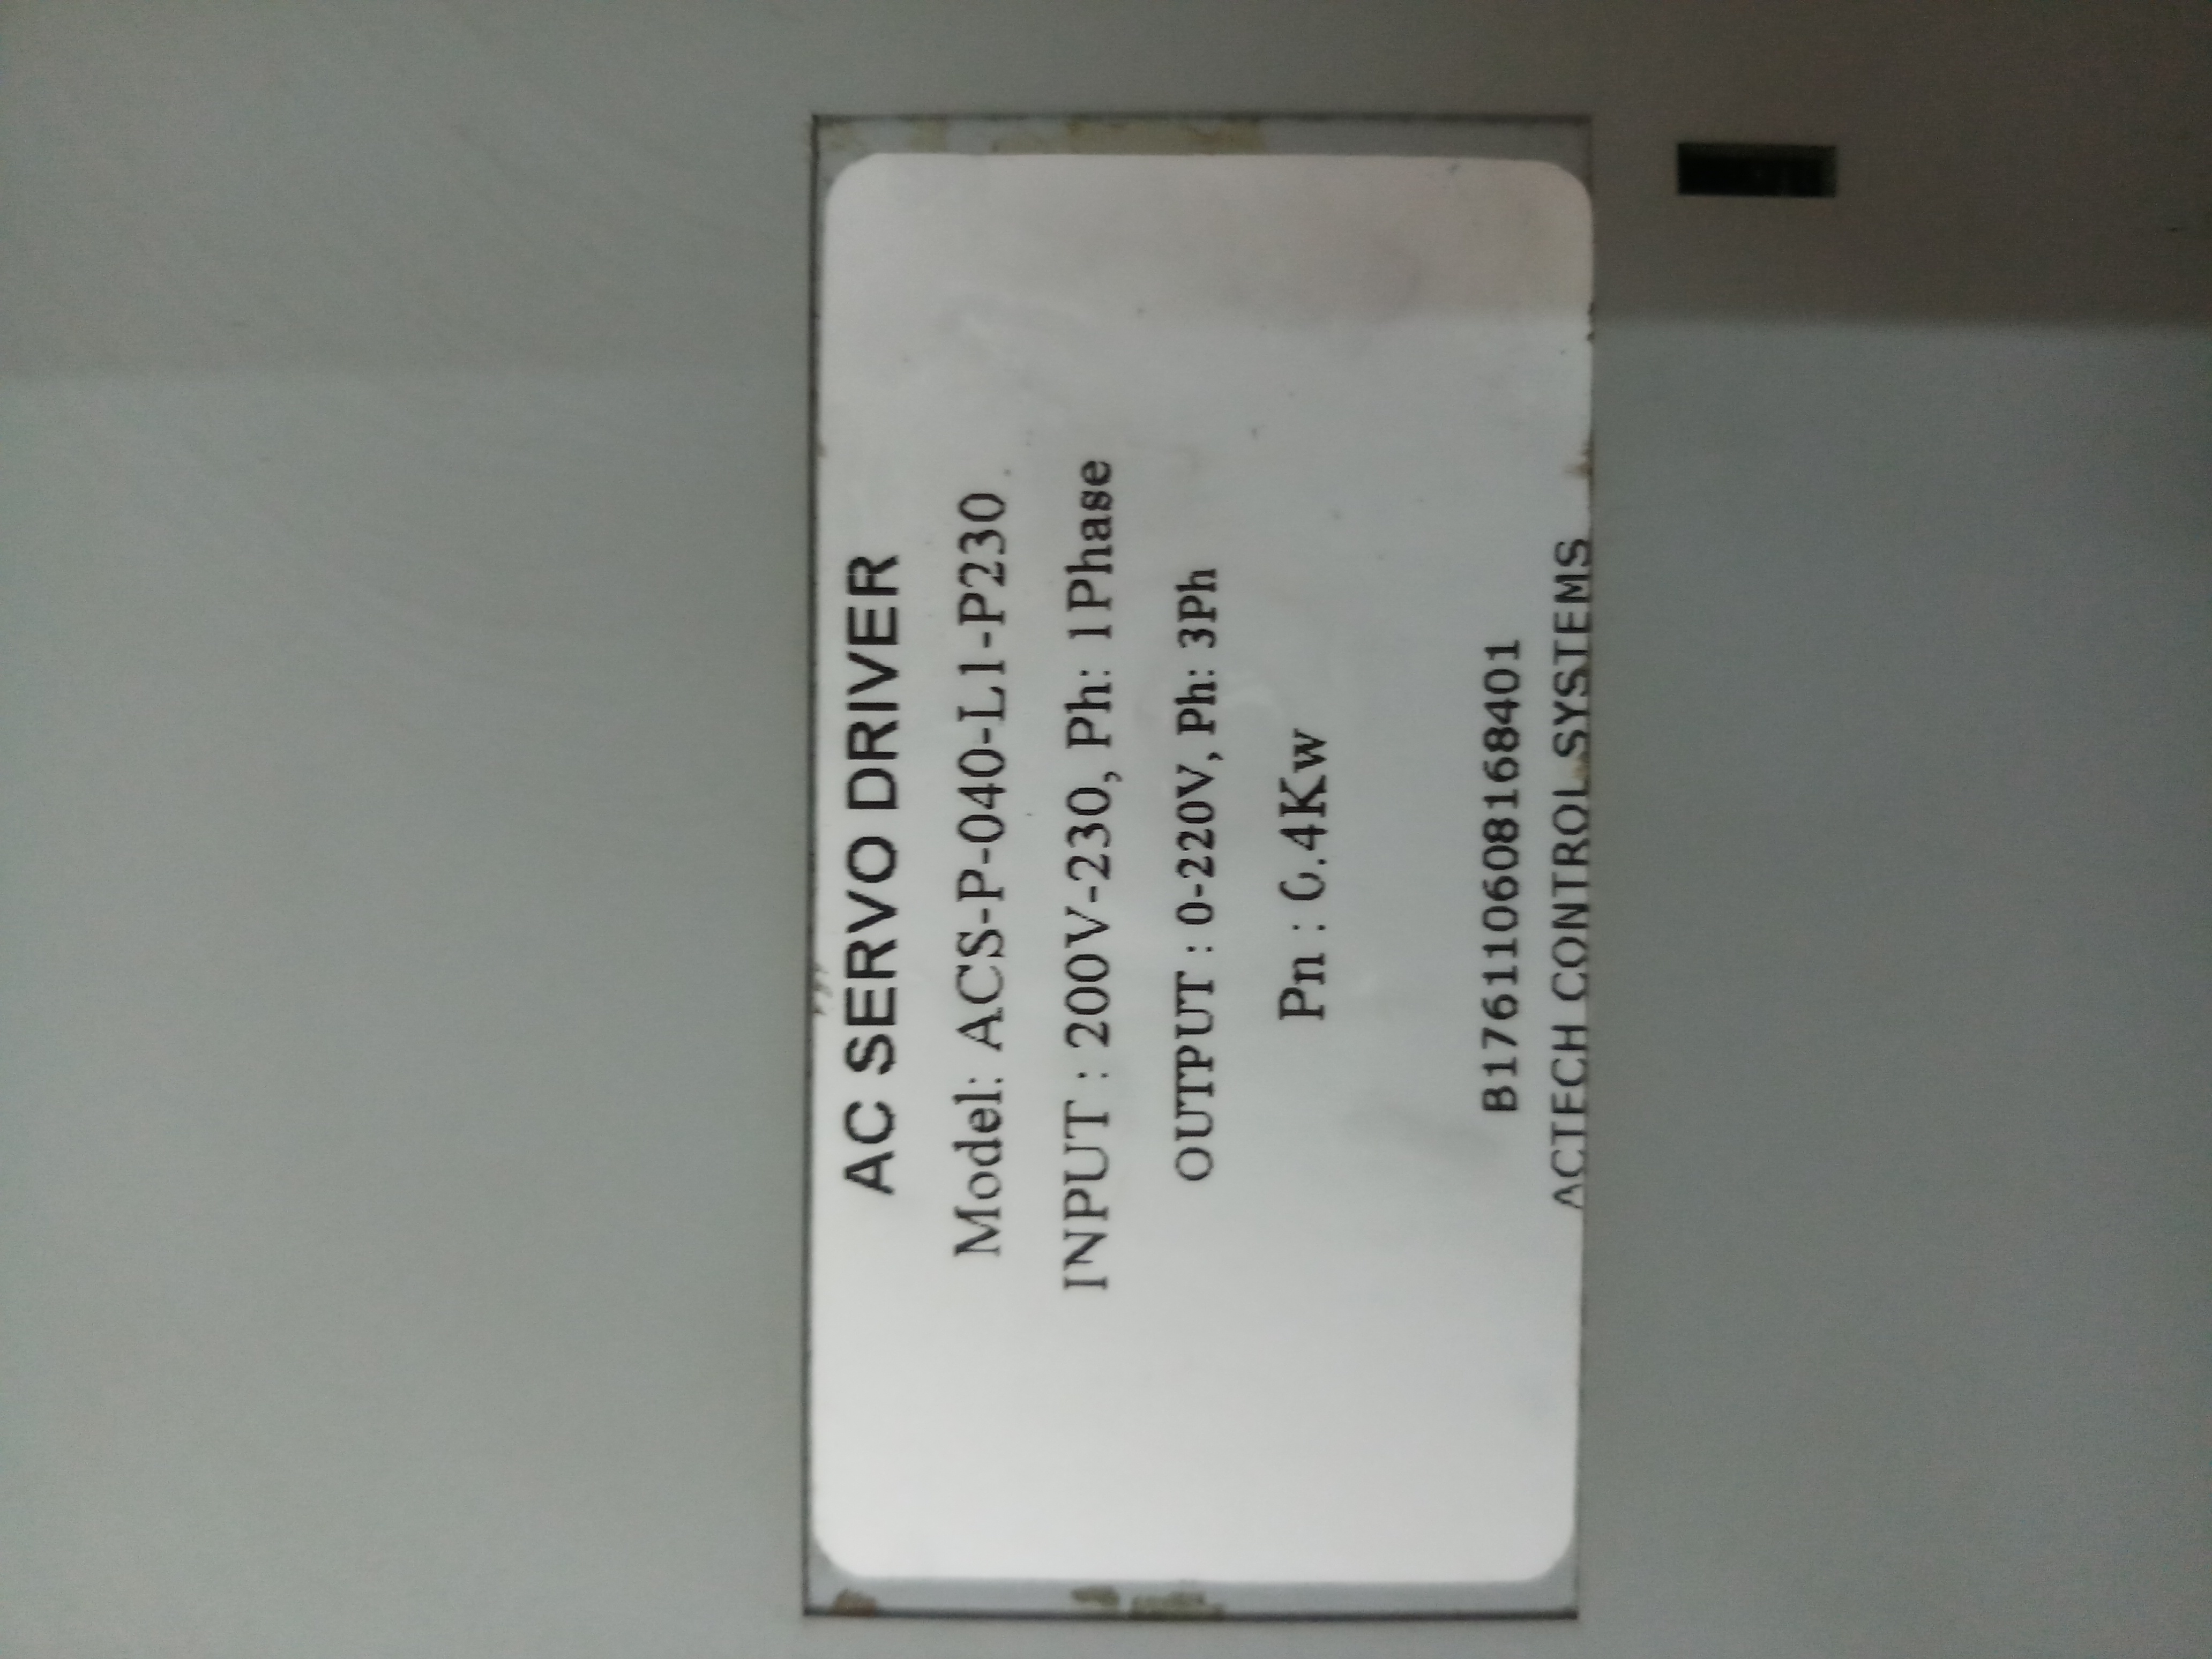 AC SERVO DRIVER
Model: ACS-P-040-L1-P230
INPUT : 200V-230, Ph: 1Phase
OUTPUT : 0-220V, Ph: 3Ph
Pn : 0.4Kw
B176110608168401
ACTECH CONTROL SYSTEMS